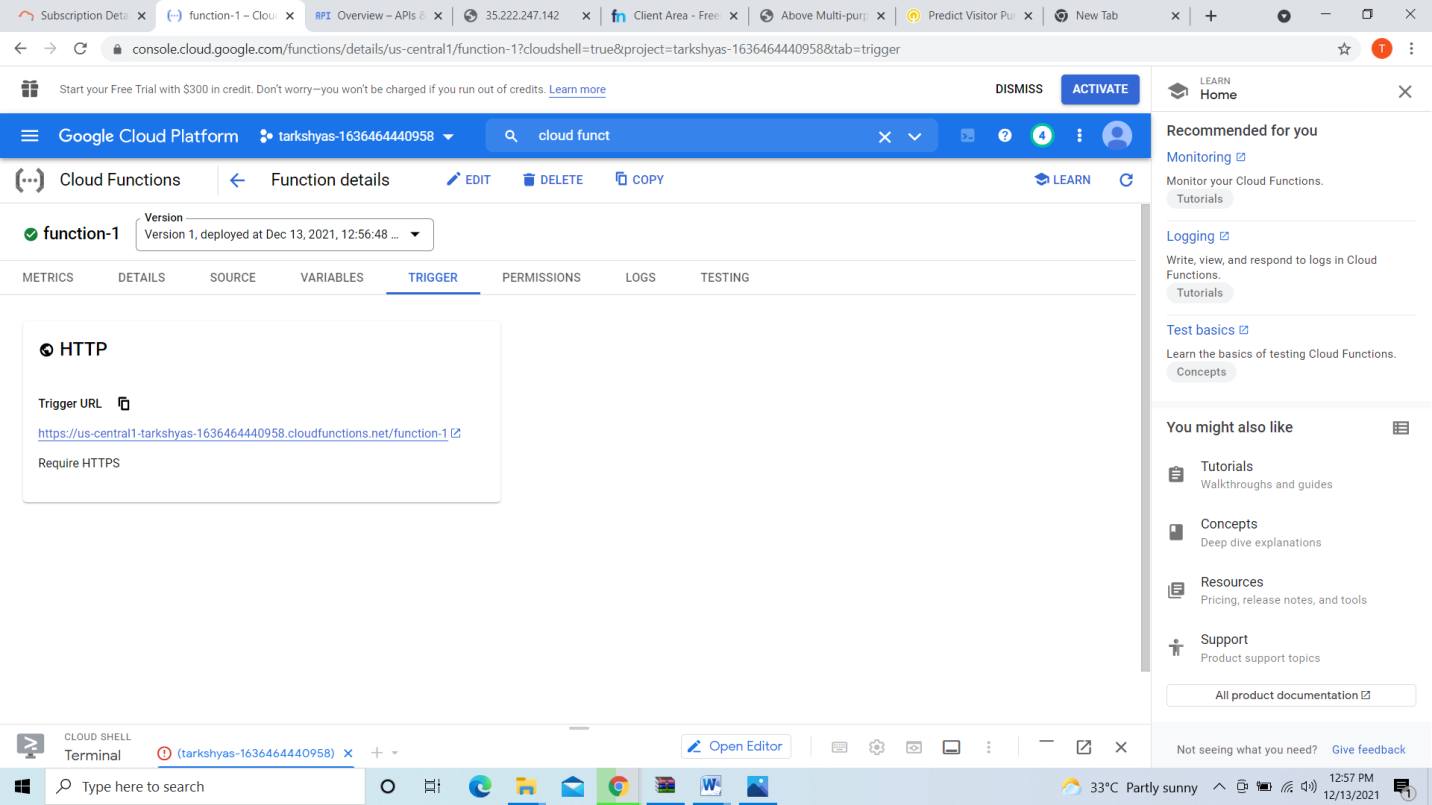 Subscription Deta
function-1 – Clou
API Overview – APIs &
35.222.247.142
fn Client Area - Free
Above Multi-purp
Predict Visitor Pu
New Tab
console.cloud.google.com/functions/details/us-central1/function-1?cloudshell=true&project=tarkshyas-1636464440958&tab=trigger
T
Start your Free Trial with $300 in credit. Don't worry—you won't be charged if you run out of credits. Learn more
DISMISS
ACTIVATE
Google Cloud Platform
tarkshyas-1636464440958
cloud funct
4
Cloud Functions
Function details
EDIT
DELETE
COPY
LEARN
function-1
Version
Version 1, deployed at Dec 13, 2021, 12:56:48 ...
METRICS
DETAILS
SOURCE
VARIABLES
TRIGGER
PERMISSIONS
LOGS
TESTING
HTTP
Trigger URL
https://us-central1-tarkshyas-1636464440958.cloudfunctions.net/function-1
Require HTTPS
LEARN
Home
Recommended for you
Monitoring
Monitor your Cloud Functions.
Tutorials
Logging
Write, view, and respond to logs in Cloud
Functions.
Tutorials
Test basics
Learn the basics of testing Cloud Functions.
Concepts
You might also like
Tutorials
Walkthroughs and guides
Concepts
Deep dive explanations
Resources
Pricing, release notes, and tools
Support
Product support topics
All product documentation
Not seeing what you need? Give feedback
CLOUD SHELL
Terminal
(tarkshyas-1636464440958)
Open Editor
Type here to search
33°C Partly sunny
12:57 PM
12/13/2021
1